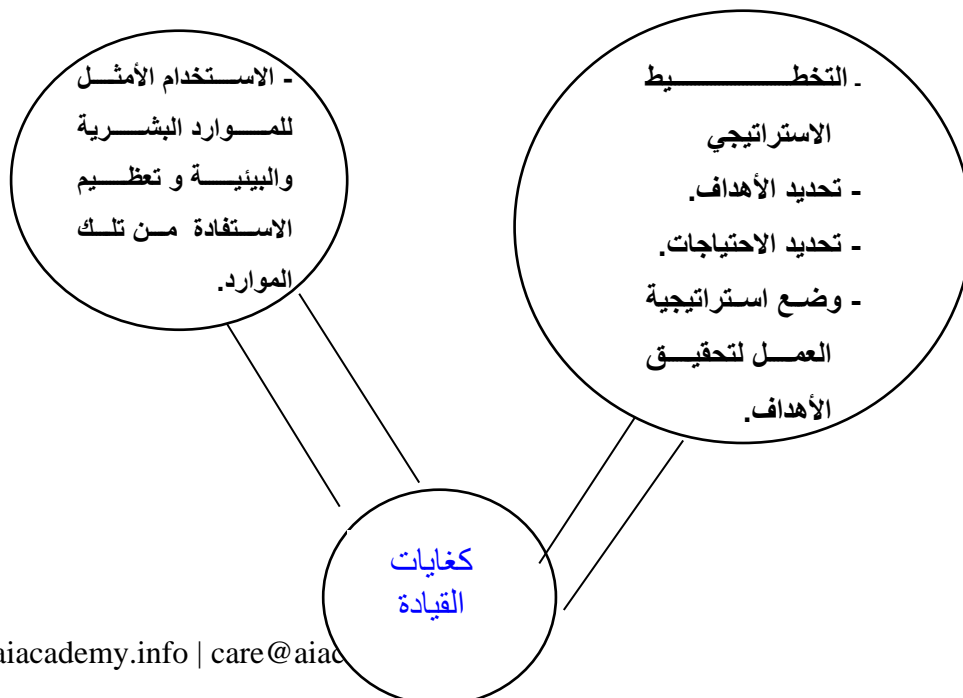 - التخطيط
الاستراتيجي
- تحديد الأهداف.
- تحديد الاحتياجات.
- وضع استراتيجية
العمل لتحقيق
الأهداف.
- الاستخدام الأمثل
للموارد البشرية
والبيئية و تعظيم
الاستفادة من تلك
الموارد.
كغايات
القيادة
aiacademy.info | care@aiac